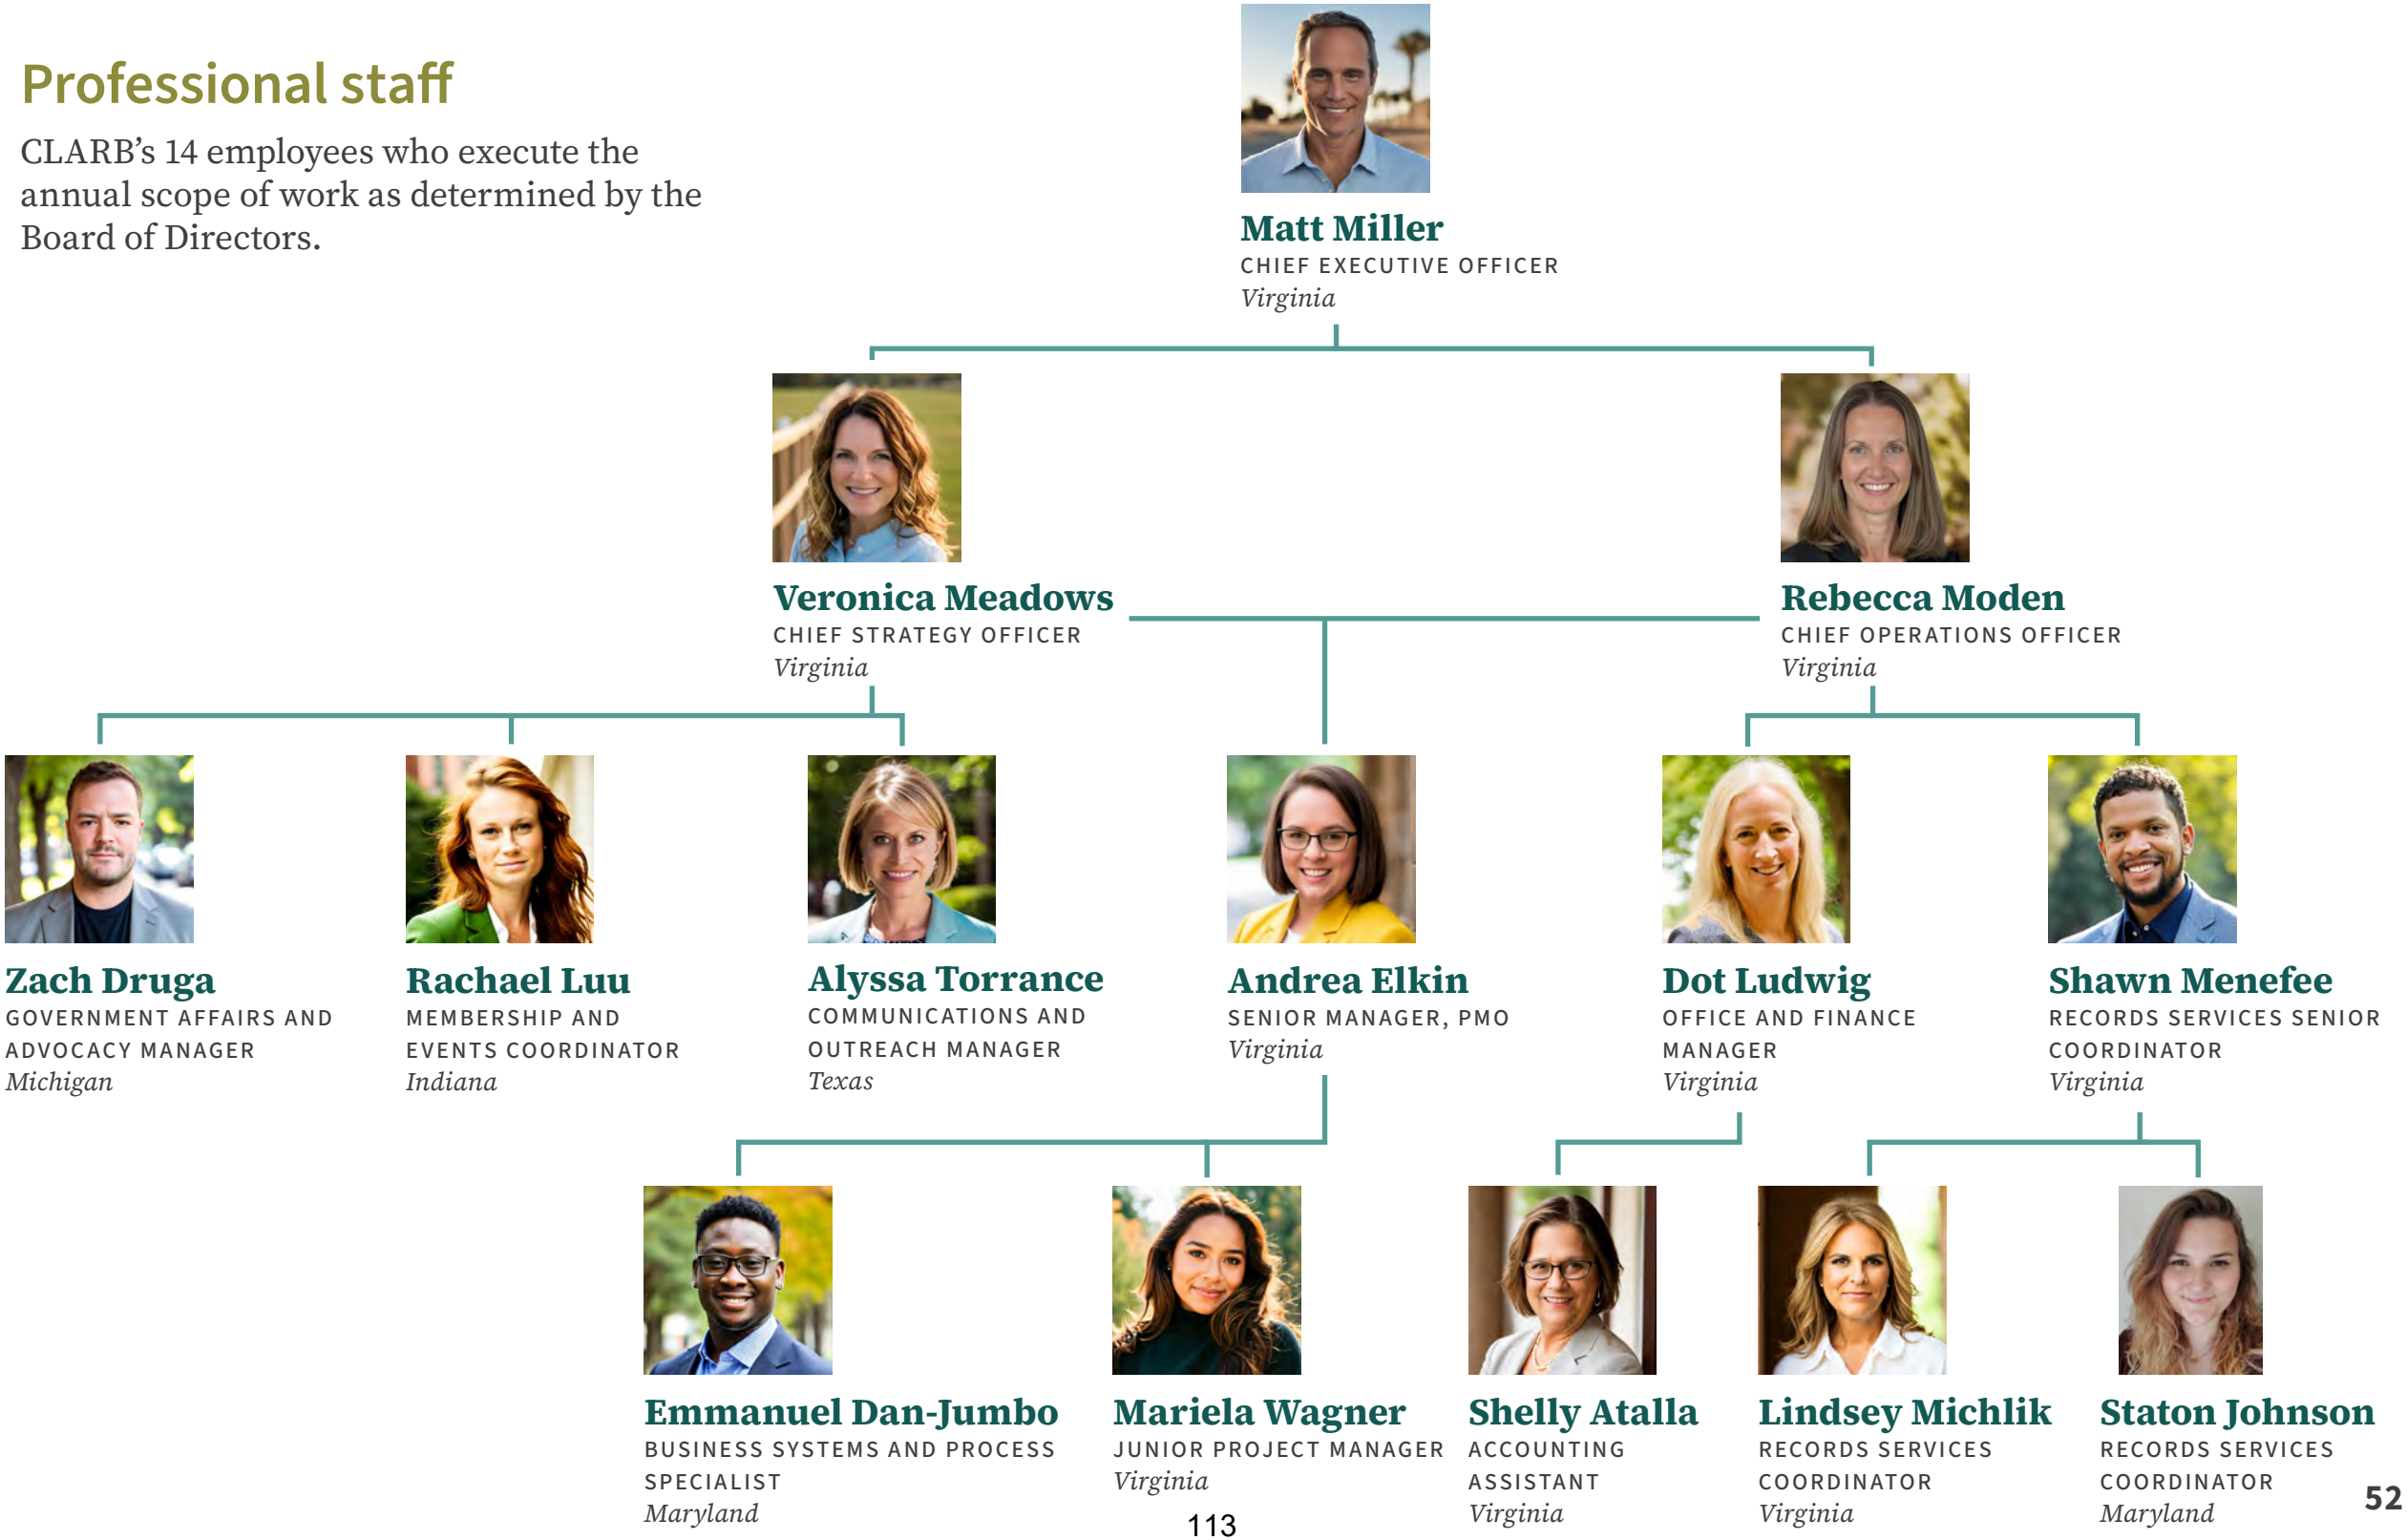 Professional staff
CLARB’s 14 employees who execute the
annual scope of work as determined by the
Board of Directors.
Matt Miller
CHIEF EXECUTIVE OFFICER
Virginia
Veronica Meadows
CHIEF STRATEGY OFFICER
Virginia
Rebecca Moden
CHIEF OPERATIONS OFFICER
Virginia
Zach Druga
GOVERNMENT AFFAIRS AND
ADVOCACY MANAGER
Michigan
Rachael Luu
MEMBERSHIP AND
EVENTS COORDINATOR
Indiana
Alyssa Torrance
COMMUNICATIONS AND
OUTREACH MANAGER
Texas
Andrea Elkin
SENIOR MANAGER, PMO
Virginia
Dot Ludwig
OFFICE AND FINANCE
MANAGER
Virginia
Shawn Menefee
RECORDS SERVICES SENIOR
COORDINATOR
Virginia
Emmanuel Dan-Jumbo
BUSINESS SYSTEMS AND PROCESS
SPECIALIST
Maryland
Mariela Wagner
JUNIOR PROJECT MANAGER
Virginia
Shelly Atalla
ACCOUNTING
ASSISTANT
Virginia
Lindsey Michlik
RECORDS SERVICES
COORDINATOR
Virginia
Staton Johnson
RECORDS SERVICES
COORDINATOR
Maryland
52
113